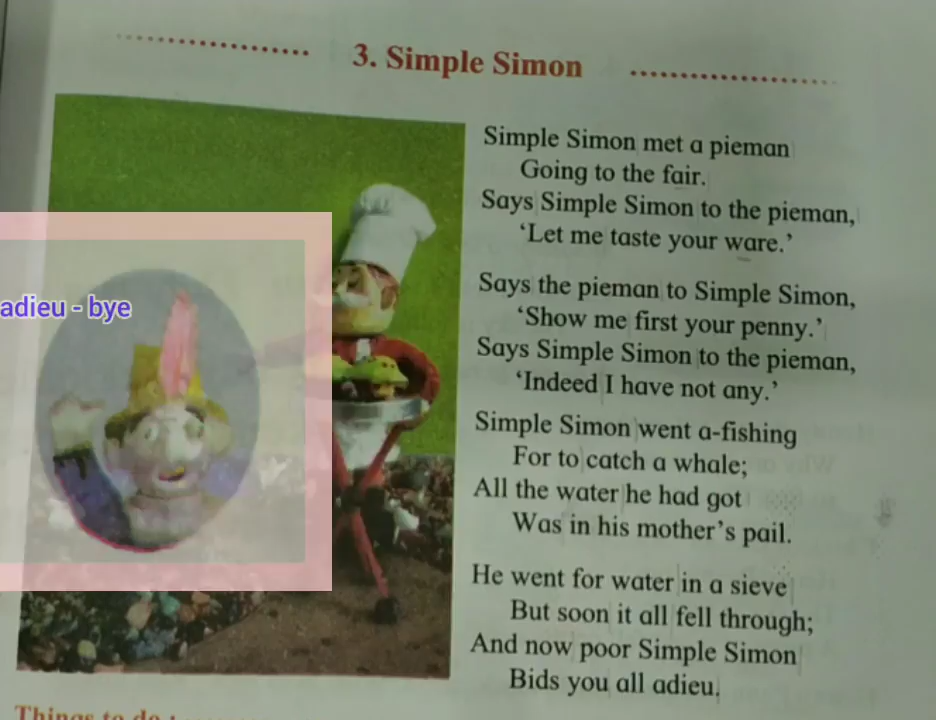 3. Simple Simon
adieu - bye
Simple Simon met a pieman
Going to the fair.
Says Simple Simon to the pieman,
‘Let me taste your ware.’
Says the pieman to Simple Simon,
‘Show me first your penny.’
Says Simple Simon to the pieman,
‘Indeed I have not any.’
Simple Simon went a-fishing
For to catch a whale;
All the water he had got
Was in his mother’s pail.
He went for water in a sieve
But soon it all fell through;
And now poor Simple Simon
Bids you all adieu.
Things to do